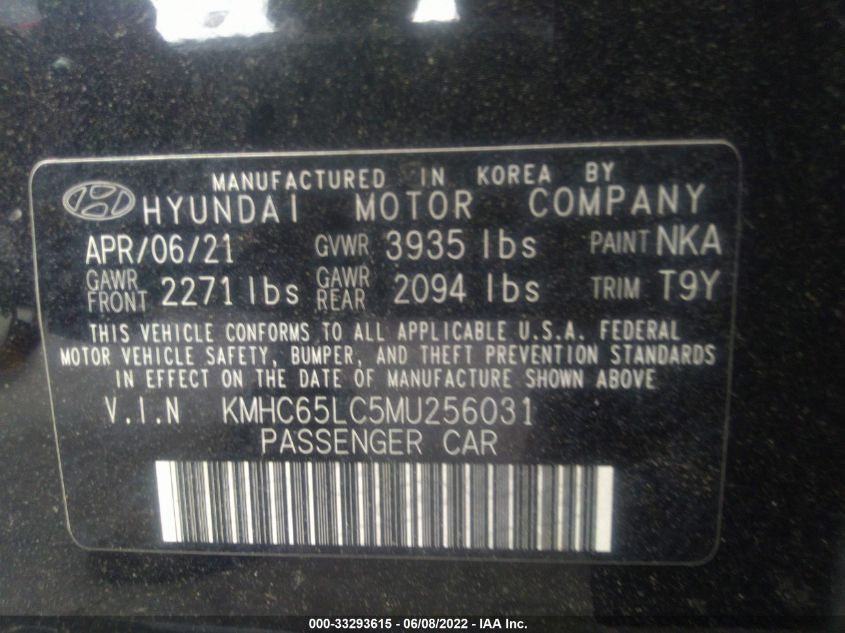 MANUFACTURED IN KOREA BY
HYUNDAI MOTOR COMPANY
APR/06/21 GVWR 3935 lbs PAINT NKA
GAWR FRONT 2271 lbs GAWR REAR 2094 lbs TRIM T9Y
THIS VEHICLE CONFORMS TO ALL APPLICABLE U.S.A. FEDERAL
MOTOR VEHICLE SAFETY, BUMPER, AND THEFT PREVENTION STANDARDS
IN EFFECT ON THE DATE OF MANUFACTURE SHOWN ABOVE
V.I.N KMHC65LC5MU256031
PASSENGER CAR
000-33293615 - 06/08/2022 - IAA Inc.